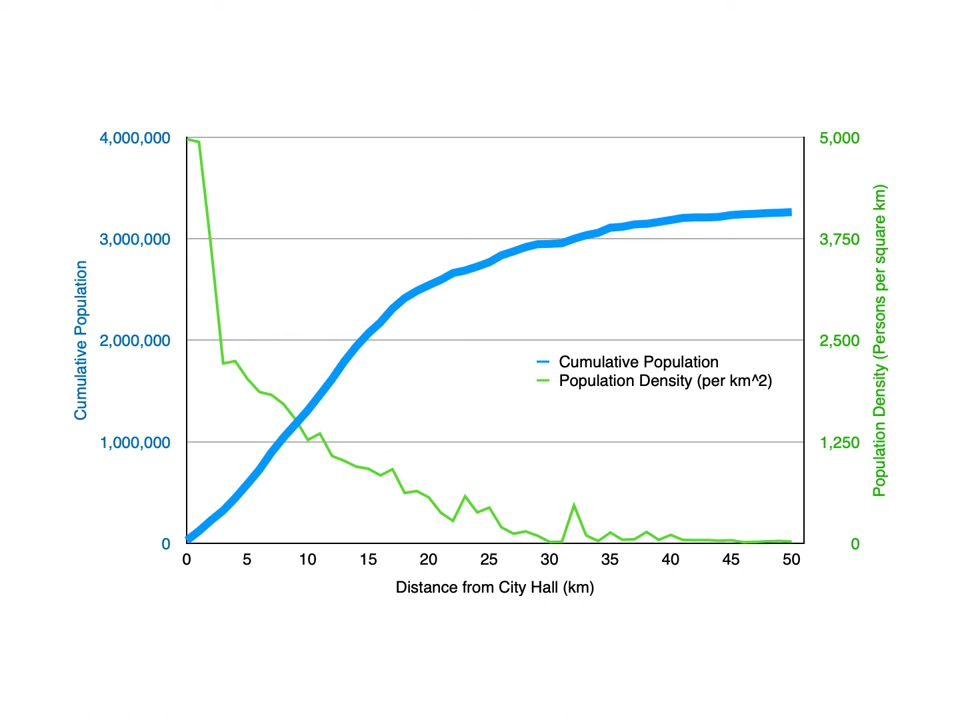 4,000,000
3,000,000
2,000,000
1,000,000
0
Cumulative Population
5,000
3,750
2,500
1,250
0
Population Density (Persons per square km)
Cumulative Population
Population Density (per km^2)
0 5 10 15 20 25 30 35 40 45 50
Distance from City Hall (km)